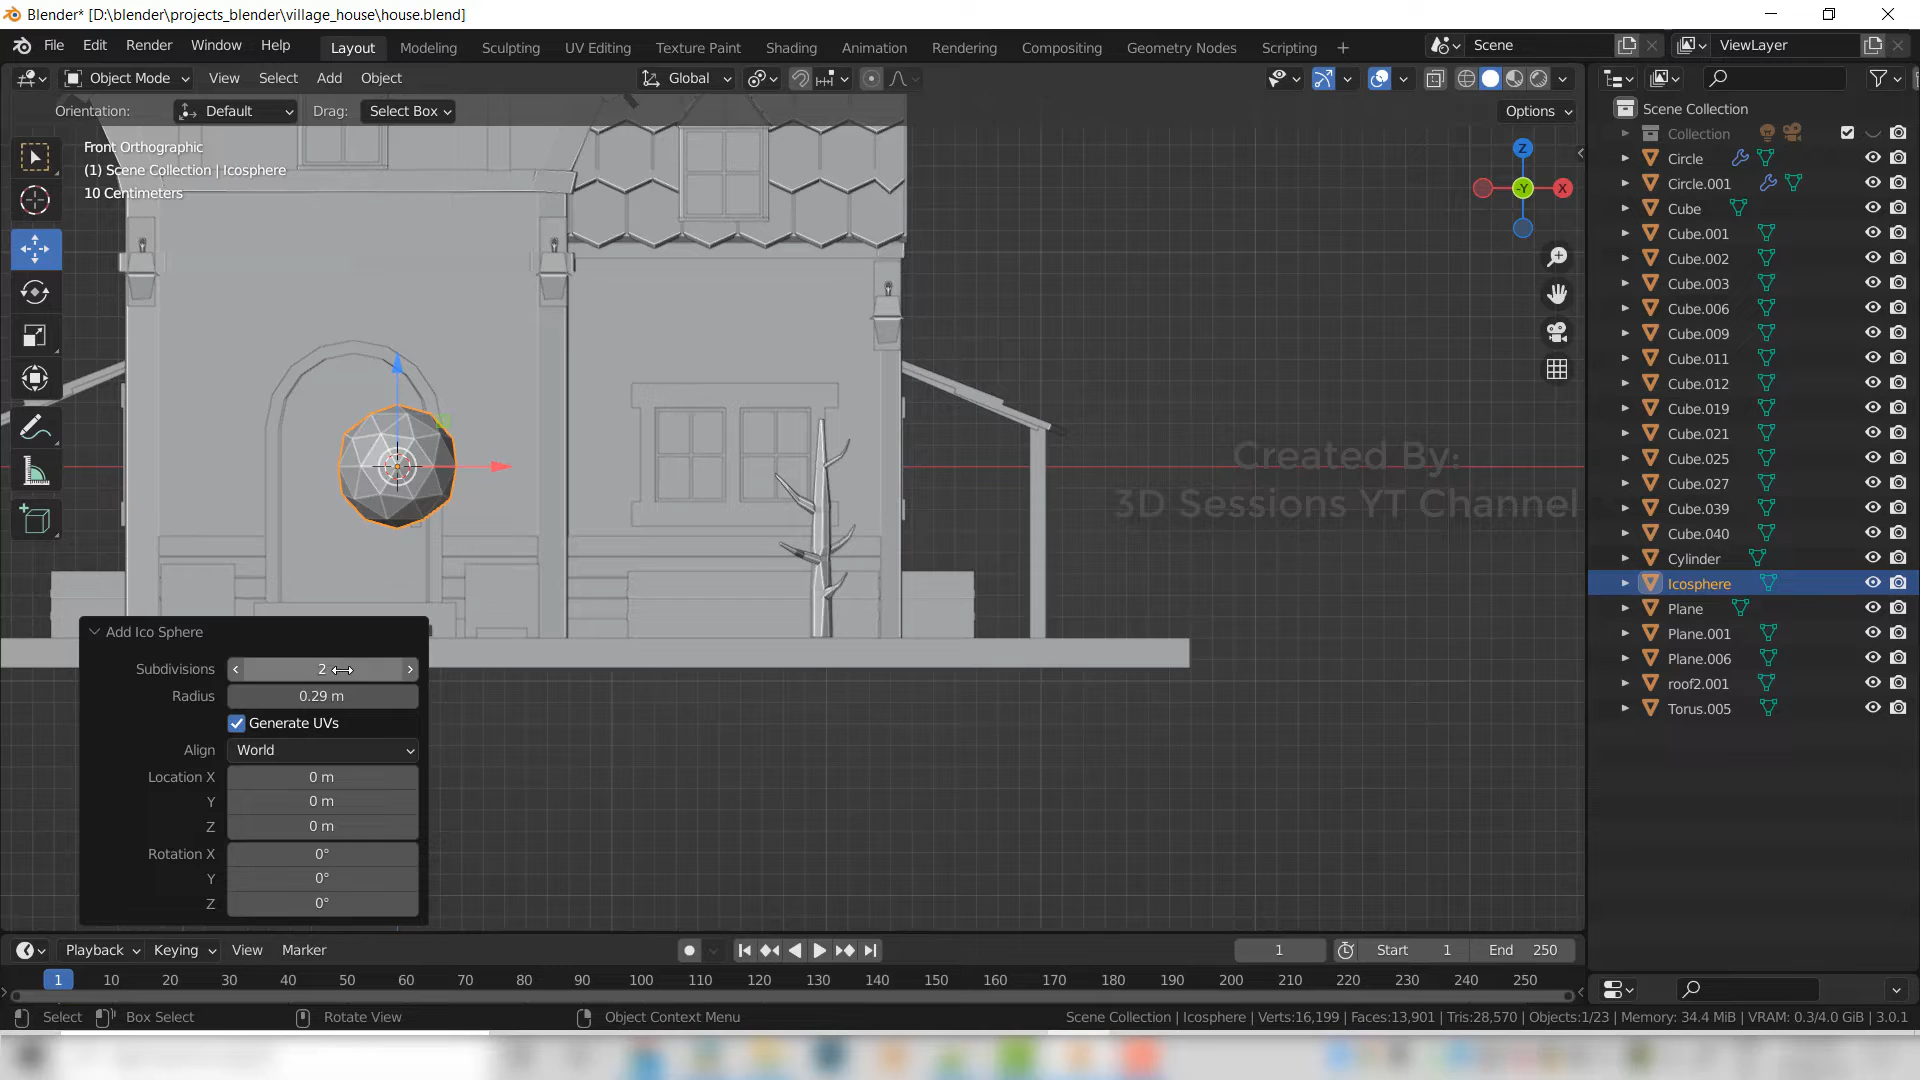 Blender* [D:\blender\projects_blender\village_house\house.blend]
File Edit Render Window Help Layout Modeling Sculpting UV Editing Texture Paint Shading Animation Rendering Compositing Geometry Nodes Scripting Scene ViewLayer
Object Mode View Select Add Object Global
Orientation: Default Drag: Select Box Options
Front Orthographic
(1) Scene Collection | Icosphere
10 Centimeters
Z
-Y X
Created By:
3D Sessions YT Channel
Scene Collection
Collection
Circle
Circle.001
Cube
Cube.001
Cube.002
Cube.003
Cube.006
Cube.009
Cube.011
Cube.012
Cube.019
Cube.021
Cube.025
Cube.027
Cube.039
Cube.040
Cylinder
Icosphere
Plane
Plane.001
Plane.006
roof2.001
Torus.005
Add Ico Sphere
Subdivisions 2
Radius 0.29 m
Generate UVs
Align World
Location X 0 m
Y 0 m
Z 0 m
Rotation X 0°
Y 0°
Z 0°
Playback Keying View Marker 1 Start 1 End 250
1 10 20 30 40 50 60 70 80 90 100 110 120 130 140 150 160 170 180 190 200 210 220 230 240 250
Select Box Select Rotate View Object Context Menu Scene Collection | Icosphere | Verts:16,199 | Faces:13,901 | Tris:28,570 | Objects:1/23 | Memory: 34.4 MiB | VRAM: 0.3/4.0 GiB | 3.0.1